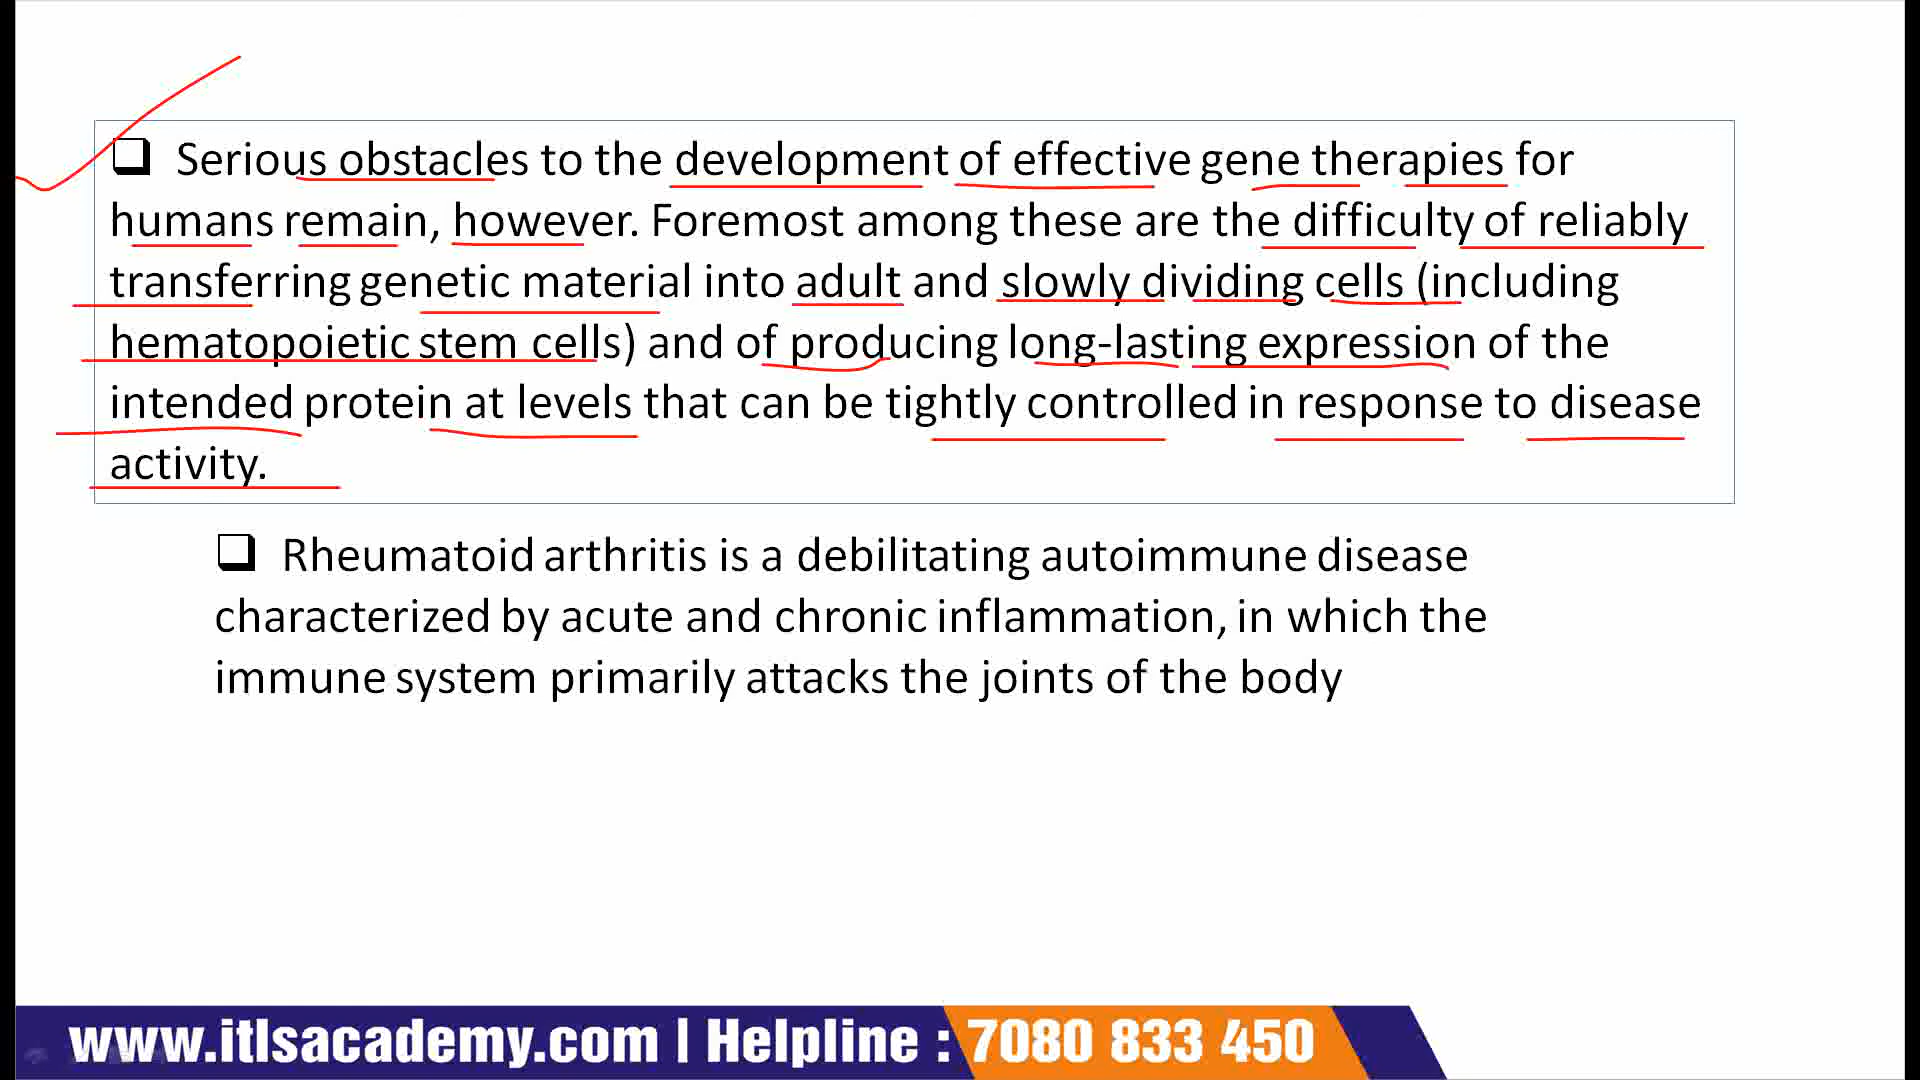 Serious obstacles to the development of effective gene therapies for
humans remain, however. Foremost among these are the difficulty of reliably
transferring genetic material into adult and slowly dividing cells (including
hematopoietic stem cells) and of producing long-lasting expression of the
intended protein at levels that can be tightly controlled in response to disease
activity.
Rheumatoid arthritis is a debilitating autoimmune disease
characterized by acute and chronic inflammation, in which the
immune system primarily attacks the joints of the body
www.itlsacademy.com | Helpline : 7080 833 450